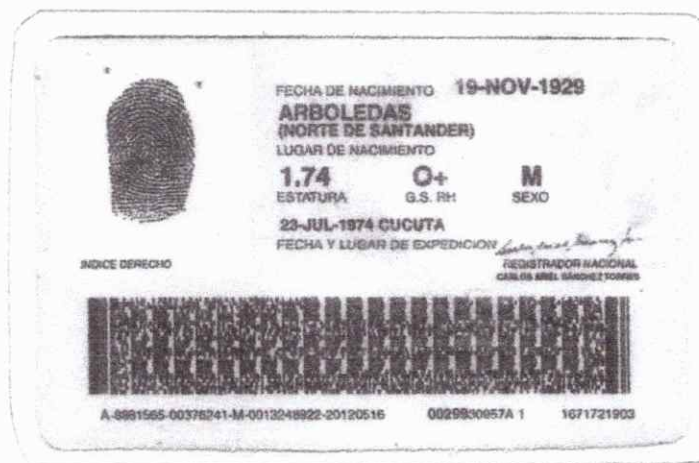 FECHA DE NACIMIENTO 19-NOV-1929
ARBOLEDAS
(NORTE DE SANTANDER)
LUGAR DE NACIMIENTO
1.74 O+ M
ESTATURA G.S. RH SEXO
23-JUL-1974 CUCUTA
FECHA Y LUGAR DE EXPEDICION
INDICE DERECHO
REGISTRADOR NACIONAL
CARLOS ARIEL SÁNCHEZ TORRES
A-8981565-00376241-M-0013248922-20120516 0029930957A 1 1671721903